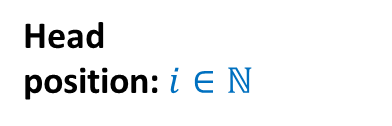 Head
position: i ∈ ℕ